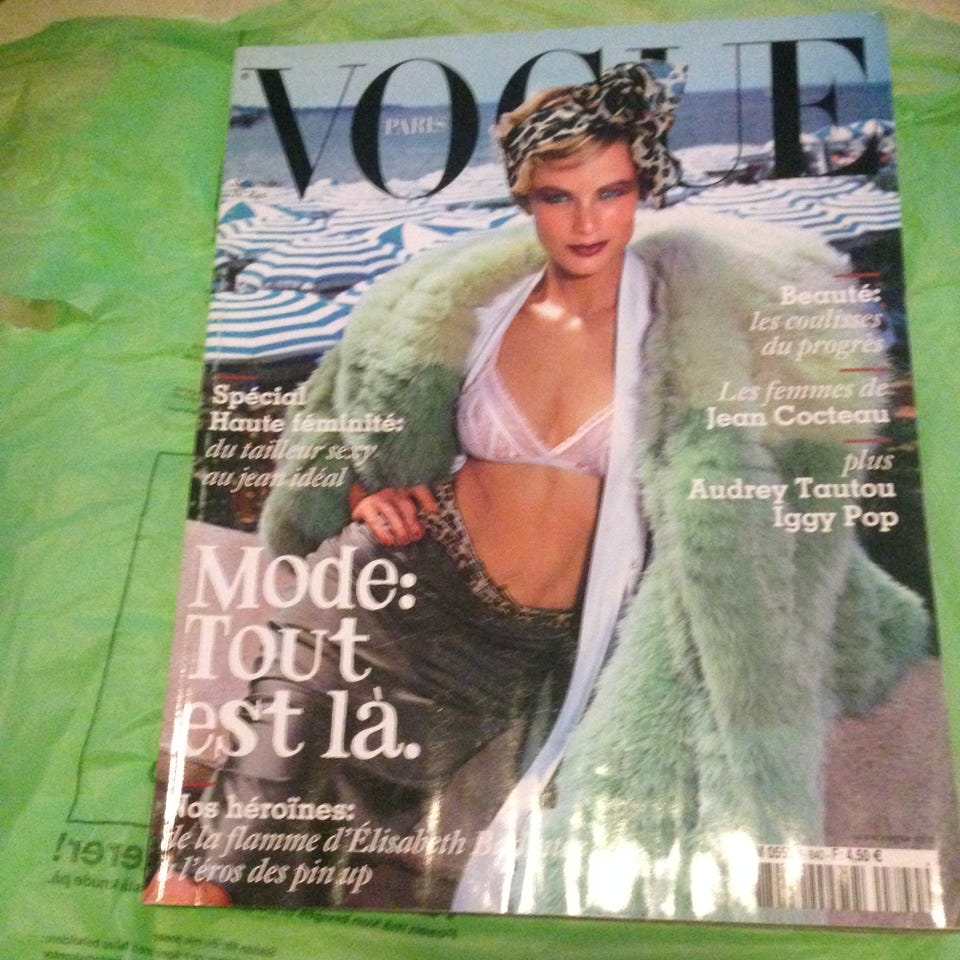 VOGUE
PARIS
Beauté:
les coulisses
du progrès
Les femmes de
Jean Cocteau
plus
Audrey Tautou
Iggy Pop
Spécial
Haute féminité:
du tailleur sexy
au jean idéal
Mode:
Tout
est là.
Nos héroïnes:
de la flamme d'Élisabeth
à l'éros des pin up
F: 4,50 €